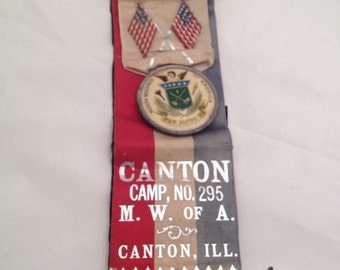 CANTON
CAMP, NO. 295
M. W. OF A.
CANTON, ILL.